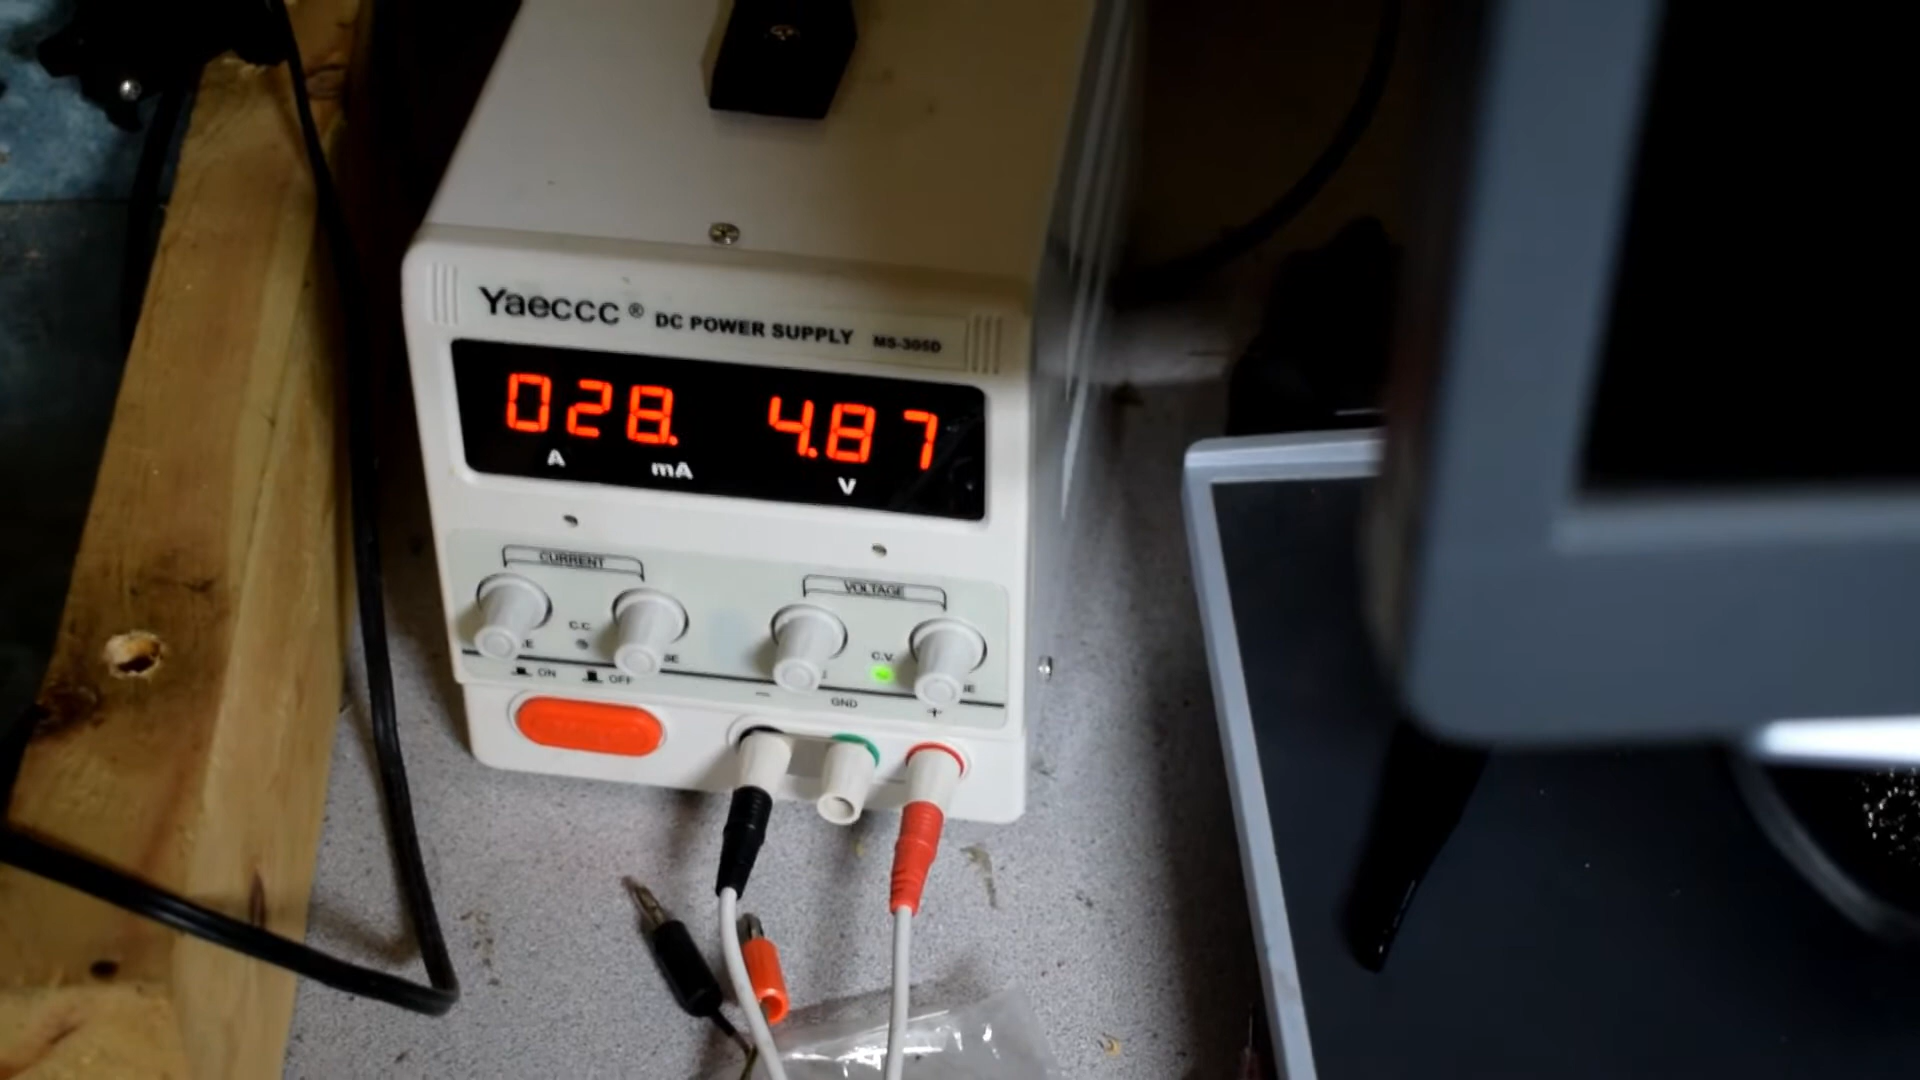 Yaeccc® DC POWER SUPPLY MS-305D
028. 4.87
A mA V
CURRENT VOLTAGE
C.C. C.V.
ON OFF
GND